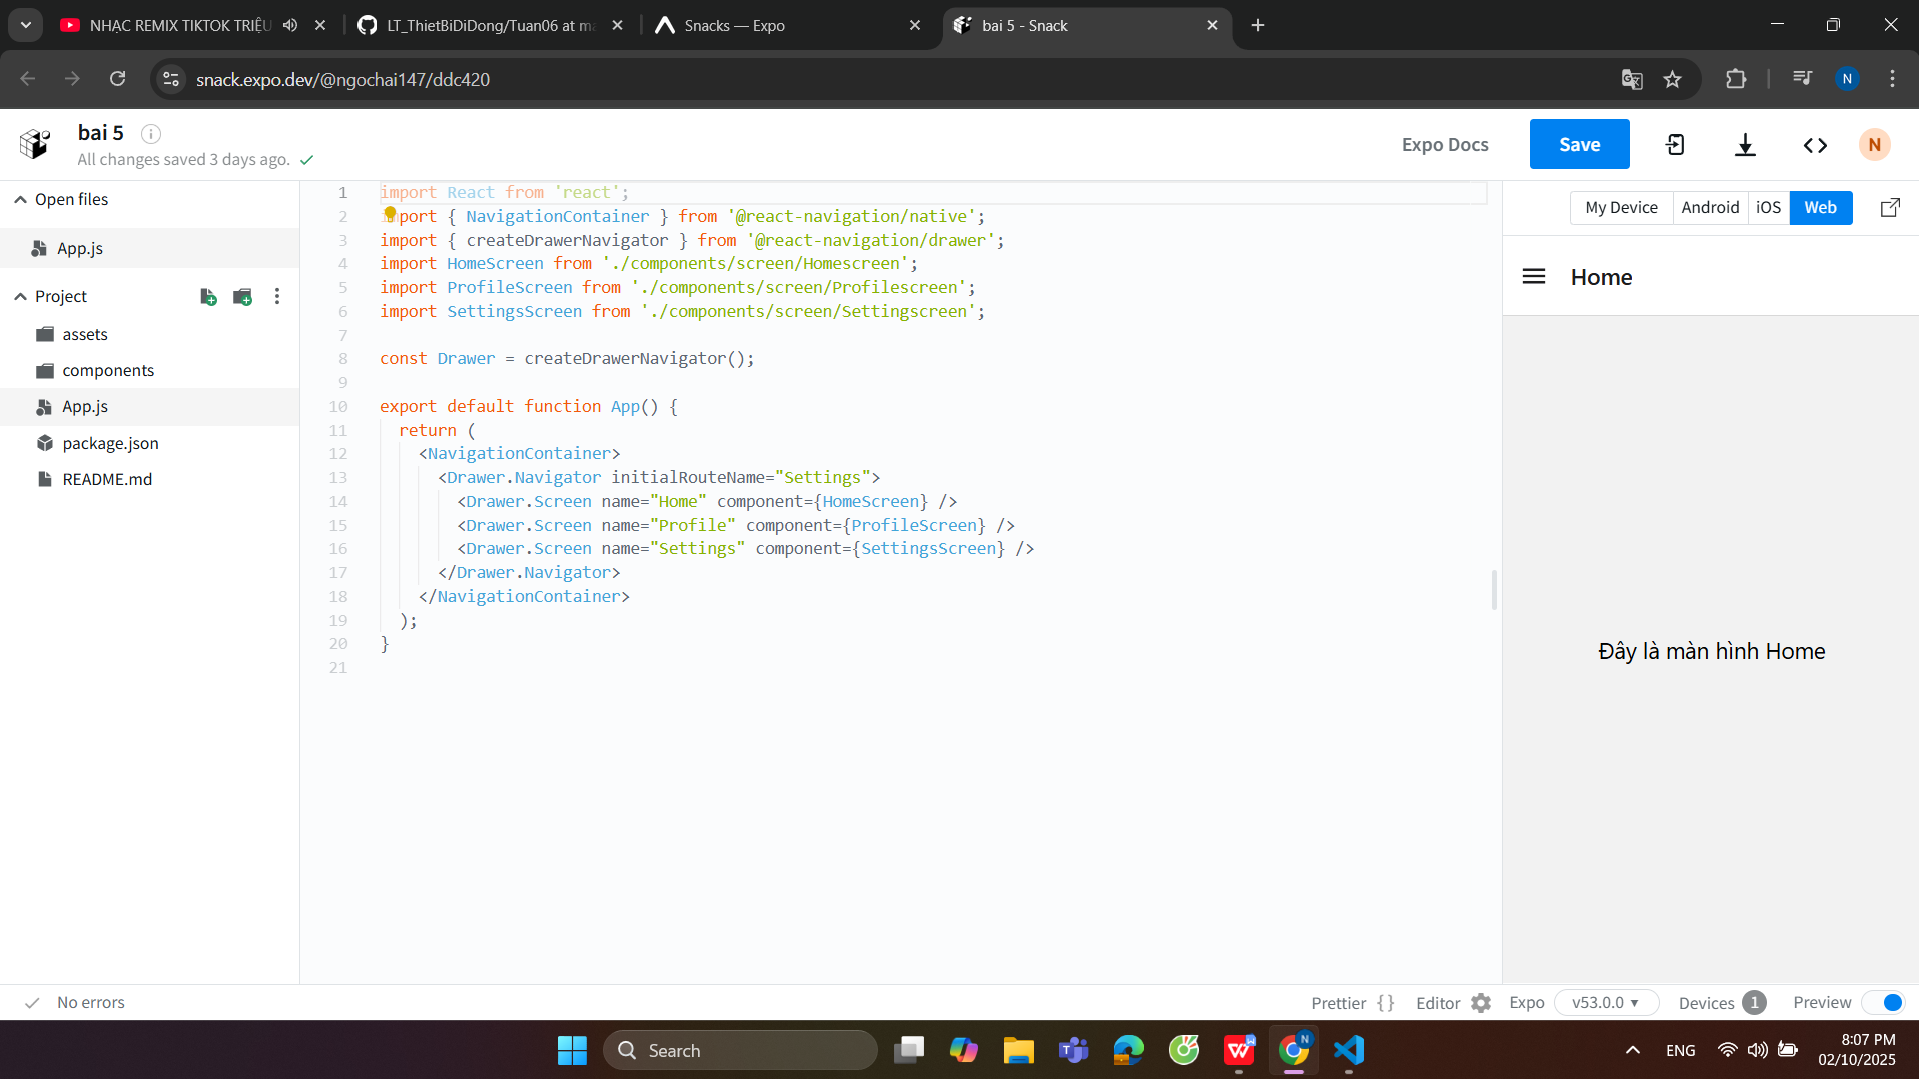 NHẠC REMIX TIKTOK TRIỆU
LT_ThietBiDiDong/Tuan06 at ma
Snacks — Expo
bai 5 - Snack
snack.expo.dev/@ngochai147/ddc420
N
bai 5
All changes saved 3 days ago.
Expo Docs
Save
N
Open files
App.js
Project
assets
components
App.js
package.json
README.md
1 import React from 'react';
2 import { NavigationContainer } from '@react-navigation/native';
3 import { createDrawerNavigator } from '@react-navigation/drawer';
4 import HomeScreen from './components/screen/Homescreen';
5 import ProfileScreen from './components/screen/Profilescreen';
6 import SettingsScreen from './components/screen/Settingscreen';
7
8 const Drawer = createDrawerNavigator();
9
10 export default function App() {
11 return (
12 <NavigationContainer>
13 <Drawer.Navigator initialRouteName="Settings">
14 <Drawer.Screen name="Home" component={HomeScreen} />
15 <Drawer.Screen name="Profile" component={ProfileScreen} />
16 <Drawer.Screen name="Settings" component={SettingsScreen} />
17 </Drawer.Navigator>
18 </NavigationContainer>
19 );
20 }
21
My Device Android iOS Web
Home
Đây là màn hình Home
No errors
Prettier { } Editor Expo v53.0.0 ▾ Devices 1 Preview
Search
ENG
8:07 PM
02/10/2025